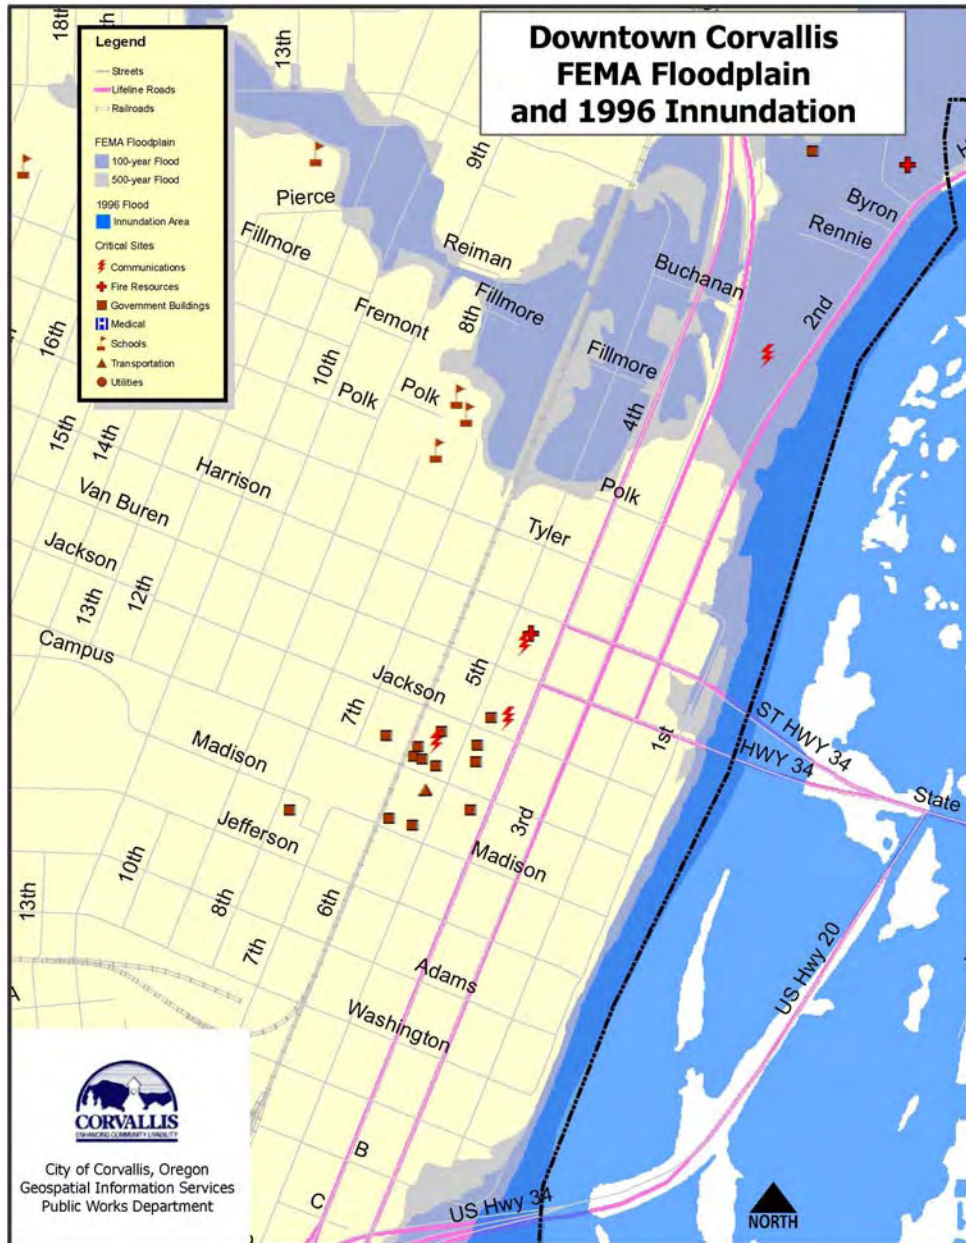 Downtown Corvallis
FEMA Floodplain
and 1996 Innundation
Legend
Streets
Lifeline Roads
Railroads
FEMA Floodplain
100-year Flood
500-year Flood
1996 Flood
Innundation Area
Critical Sites
Communications
Fire Resources
Government Buildings
H Medical
Schools
Transportation
Utilities
18th
13th
9th
Pierce
Fillmore
Reiman
Byron
Rennie
Buchanan
Fillmore
2nd
Fremont
8th
16th
10th
Fillmore
Polk
Polk
4th
15th
14th
Harrison
Van Buren
Polk
Tyler
Jackson
13th
12th
Campus
5th
Jackson
7th
1st
ST HWY 34
HWY 34
State
Madison
3rd
Jefferson
Madison
10th
13th
8th
6th
7th
Adams
US Hwy 20
Washington
B
C
US Hwy 34
NORTH
CORVALLIS
ENHANCING COMMUNITY LIVABILITY
City of Corvallis, Oregon
Geospatial Information Services
Public Works Department